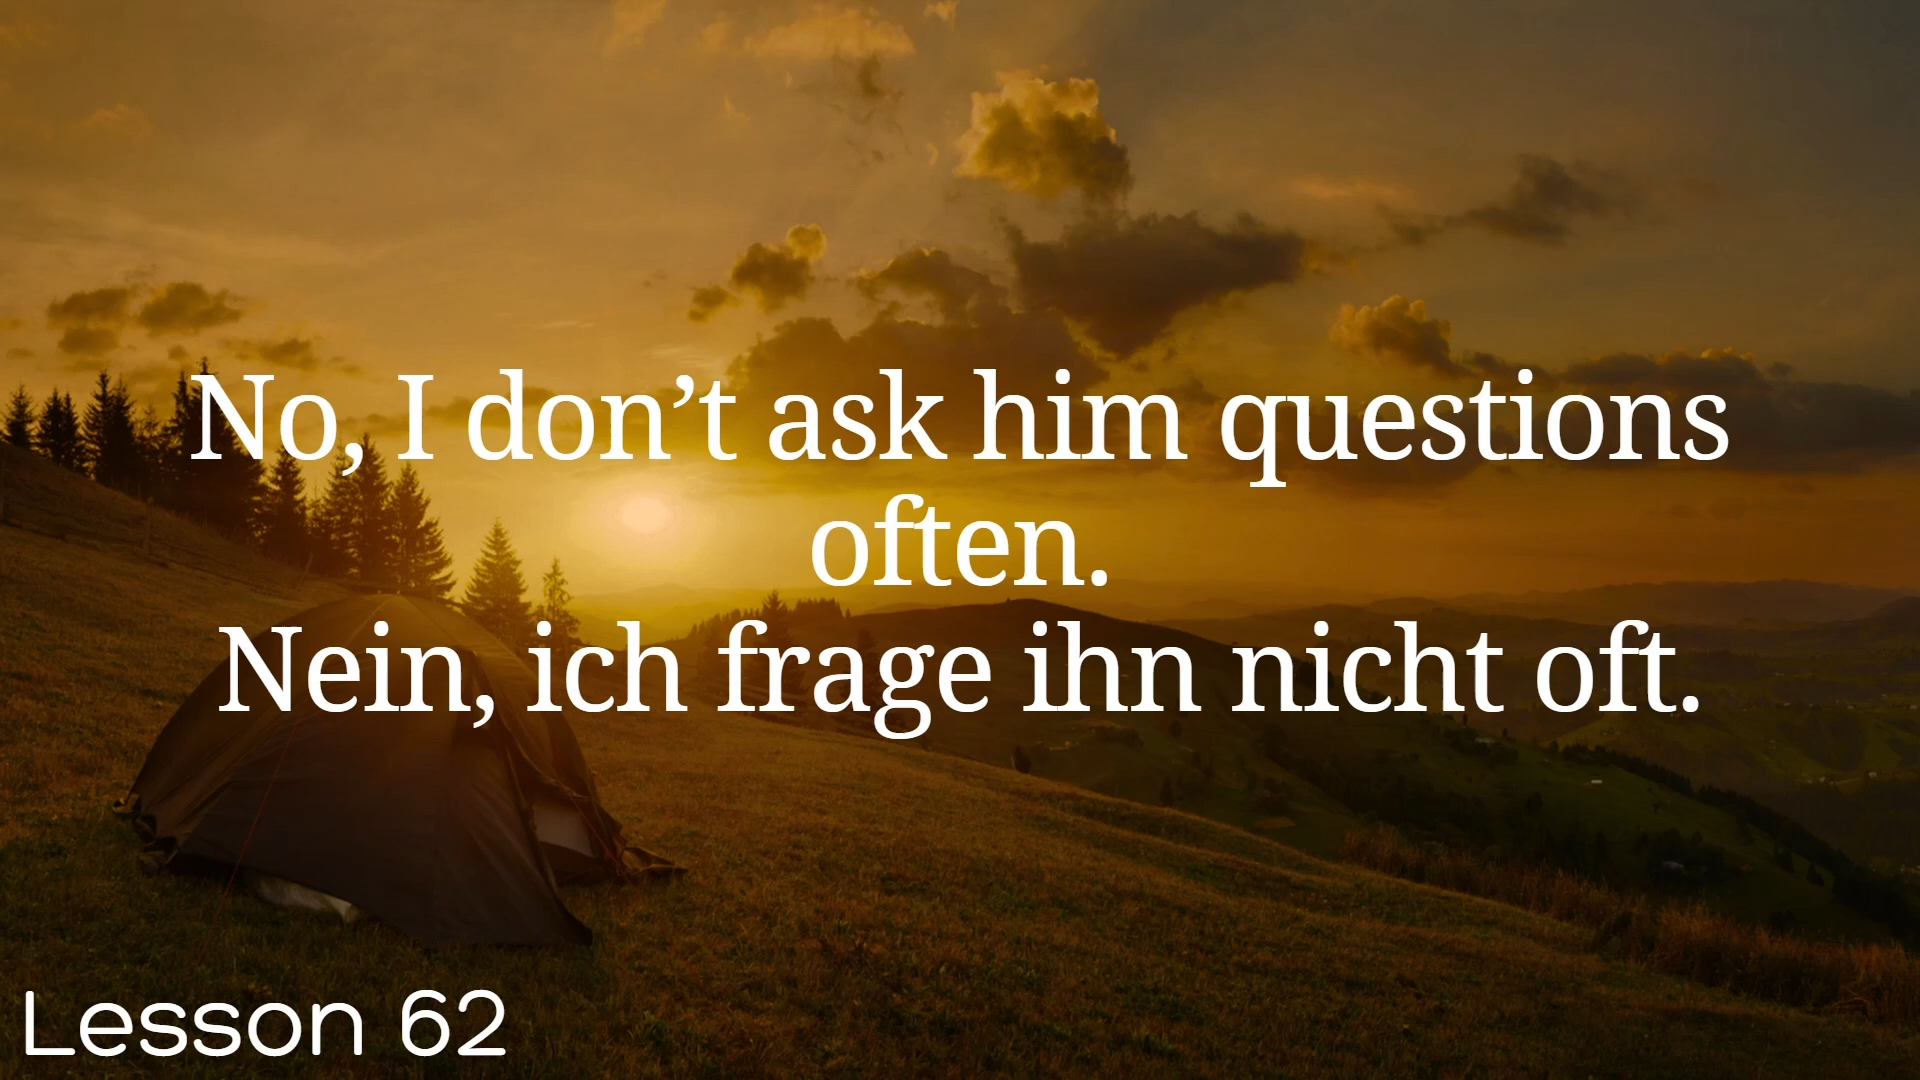 No, I don’t ask him questions
often.
Nein, ich frage ihn nicht oft.
Lesson 62